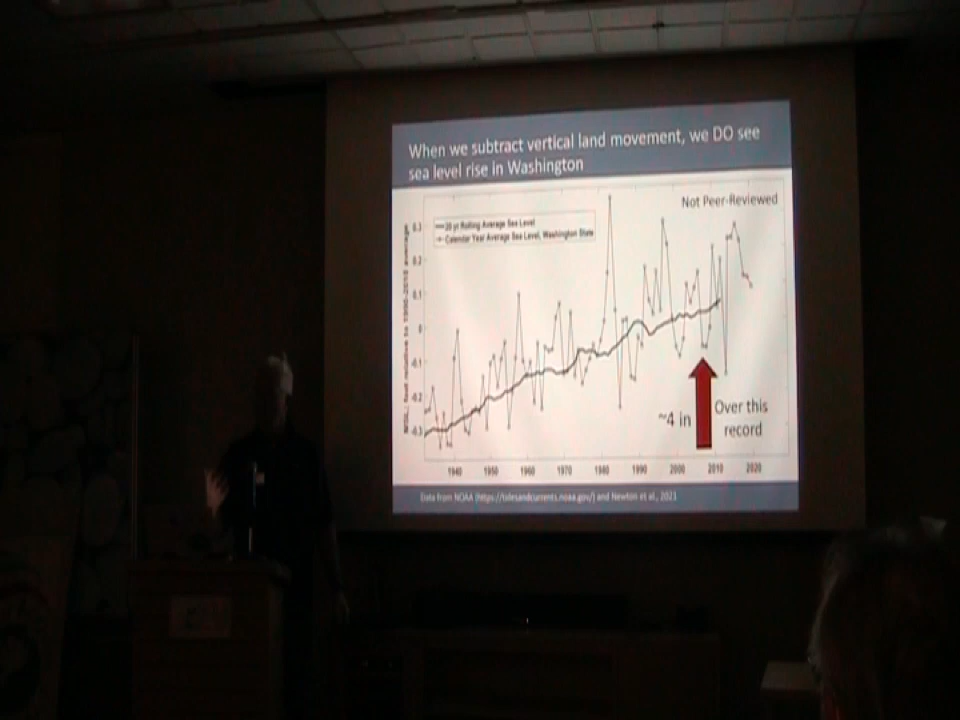 When we subtract vertical land movement, we DO see
sea level rise in Washington
Not Peer-Reviewed
Rolling Average Sea Level
Calendar Year Average Sea Level, Washington State
0.3
0.2
0.1
0
-0.1
-0.2
-0.3
~4 in
Over this
record
1940 1950 1960 1970 1980 1990 2000 2010 2020
Data from NOAA (https://tidesandcurrents.noaa.gov/) and Newton et al., 2021